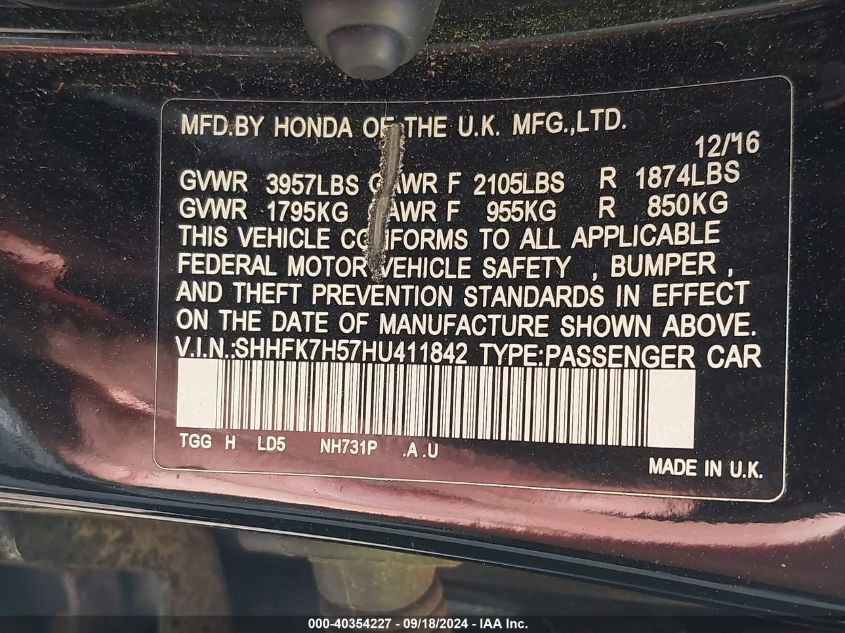 MFD.BY HONDA OF THE U.K. MFG.,LTD.
12/16
GVWR 3957LBS GAWR F 2105LBS R 1874LBS
GVWR 1795KG GAWR F 955KG R 850KG
THIS VEHICLE CONFORMS TO ALL APPLICABLE
FEDERAL MOTOR VEHICLE SAFETY , BUMPER ,
AND THEFT PREVENTION STANDARDS IN EFFECT
ON THE DATE OF MANUFACTURE SHOWN ABOVE.
V.I.N.:SHHFK7H57HU411842 TYPE:PASSENGER CAR
TGG H LD5 NH731P .A .U
MADE IN U.K.
000-40354227 - 09/18/2024 - IAA Inc.